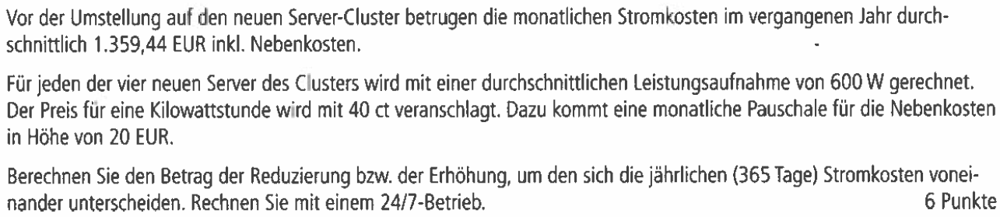 Vor der Umstellung auf den neuen Server-Cluster betrugen die monatlichen Stromkosten im vergangenen Jahr durch-
schnittlich 1.359,44 EUR inkl. Nebenkosten.
Für jeden der vier neuen Server des Clusters wird mit einer durchschnittlichen Leistungsaufnahme von 600 W gerechnet.
Der Preis für eine Kilowattstunde wird mit 40 ct veranschlagt. Dazu kommt eine monatliche Pauschale für die Nebenkosten
in Höhe von 20 EUR.
Berechnen Sie den Betrag der Reduzierung bzw. der Erhöhung, um den sich die jährlichen (365 Tage) Stromkosten vonei-
nander unterscheiden. Rechnen Sie mit einem 24/7-Betrieb. 6 Punkte